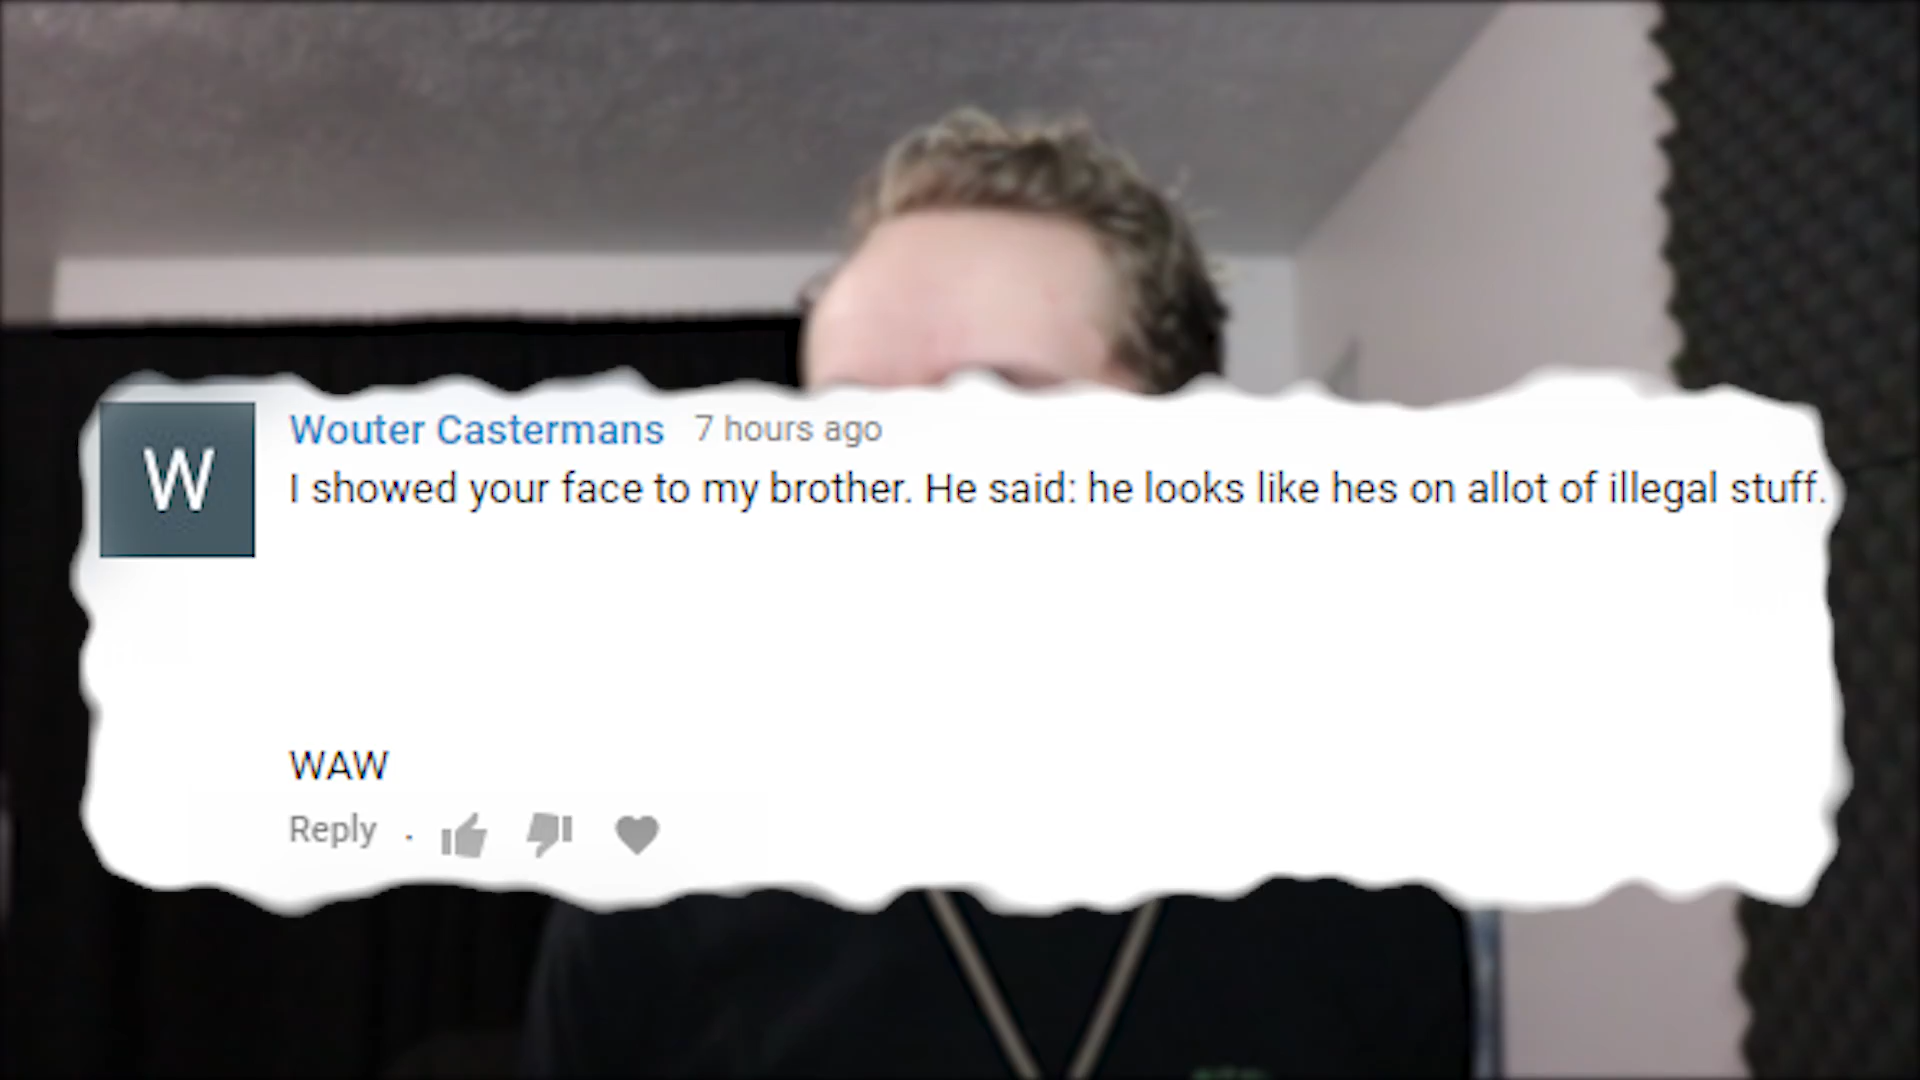 W
Wouter Castermans 7 hours ago
I showed your face to my brother. He said: he looks like hes on allot of illegal stuff.
WAW
Reply .